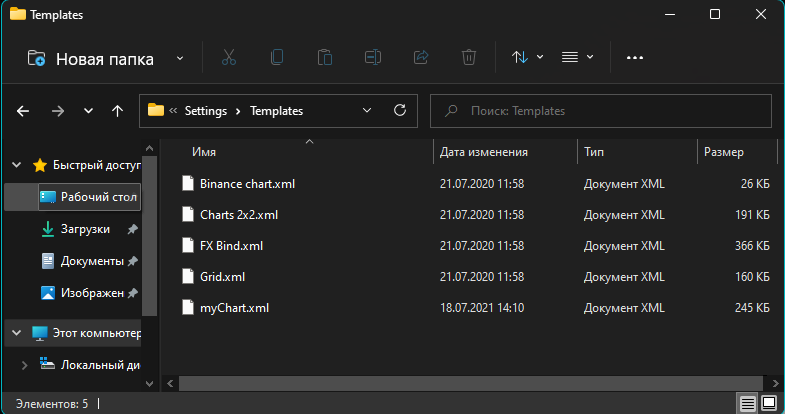 Templates
Новая папка
Settings Templates
Поиск: Templates
Имя Дата изменения Тип Размер
Быстрый доступ
Рабочий стол
Загрузки
Документы
Изображен
Этот компьютер
Локальный ди
Binance chart.xml 21.07.2020 11:58 Документ XML 26 КБ
Charts 2x2.xml 21.07.2020 11:58 Документ XML 191 КБ
FX Bind.xml 21.07.2020 11:58 Документ XML 366 КБ
Grid.xml 21.07.2020 11:58 Документ XML 160 КБ
myChart.xml 18.07.2021 14:10 Документ XML 245 КБ
Элементов: 5